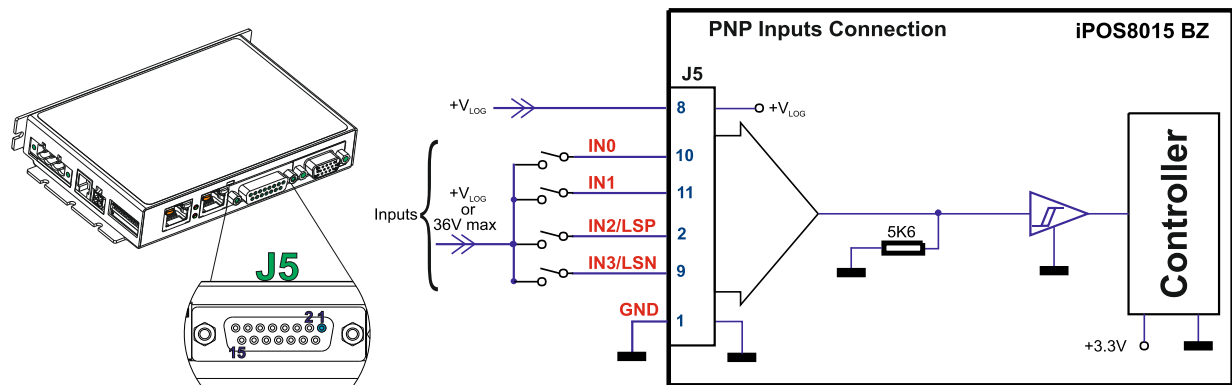 PNP Inputs Connection
iPOS8015 BZ
J5
+VLOG
8
+VLOG
IN0
10
IN1
11
+VLOG
or
36V max
Inputs
IN2/LSP
2
IN3/LSN
9
GND
1
5K6
Controller
+3.3V
J5
2 1
15